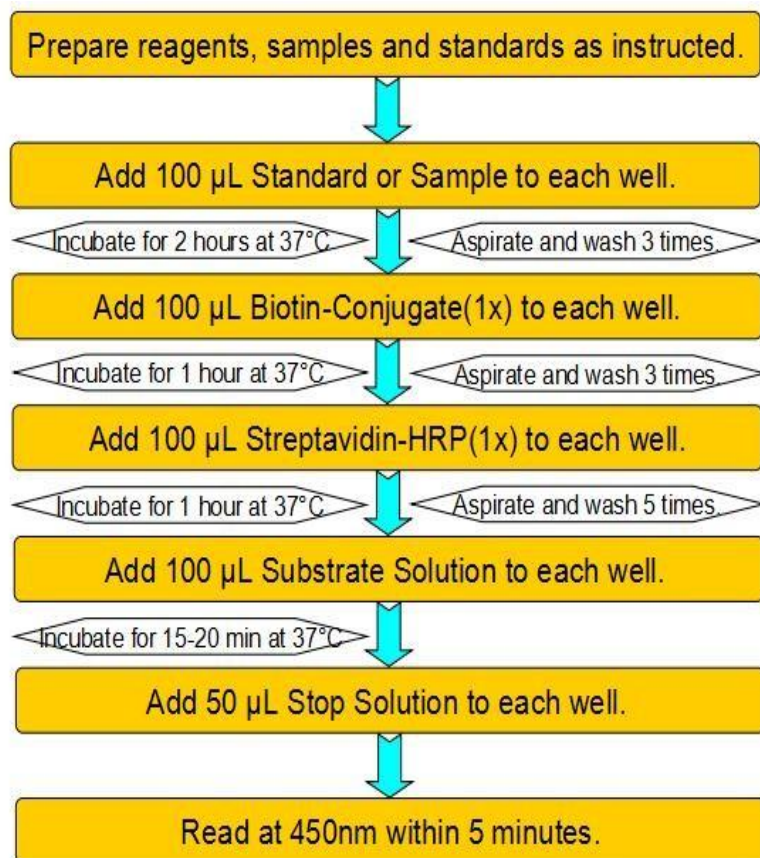 Prepare reagents, samples and standards as instructed.
Add 100 µL Standard or Sample to each well.
Incubate for 2 hours at 37°C
Aspirate and wash 3 times.
Add 100 µL Biotin-Conjugate(1x) to each well.
Incubate for 1 hour at 37°C
Aspirate and wash 3 times.
Add 100 µL Streptavidin-HRP(1x) to each well.
Incubate for 1 hour at 37°C
Aspirate and wash 5 times.
Add 100 µL Substrate Solution to each well.
Incubate for 15-20 min at 37°C
Add 50 µL Stop Solution to each well.
Read at 450nm within 5 minutes.